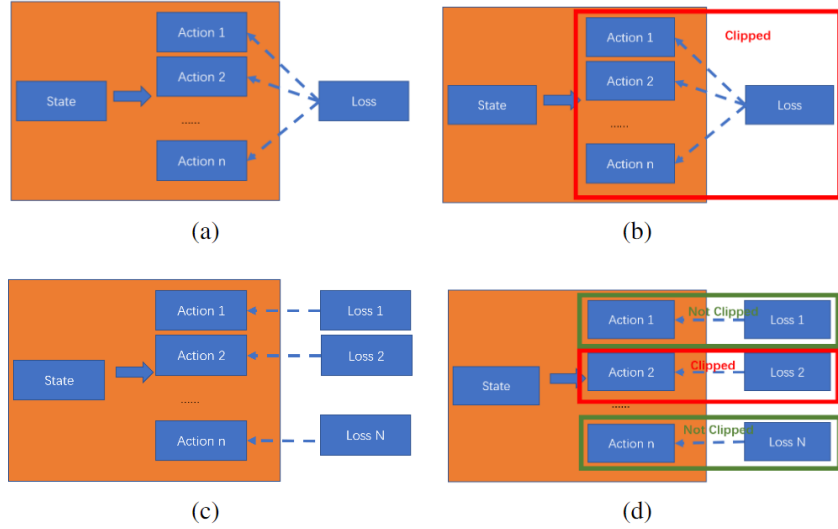 Action 1
State
Action 2
Loss
......
Action n
(a)
Clipped
Action 1
State
Action 2
Loss
......
Action n
(b)
Action 1
Loss 1
Action 2
Loss 2
State
......
Action n
Loss N
(c)
Not Clipped
Action 1
Loss 1
Clipped
Action 2
Loss 2
State
......
Not Clipped
Action n
Loss N
(d)